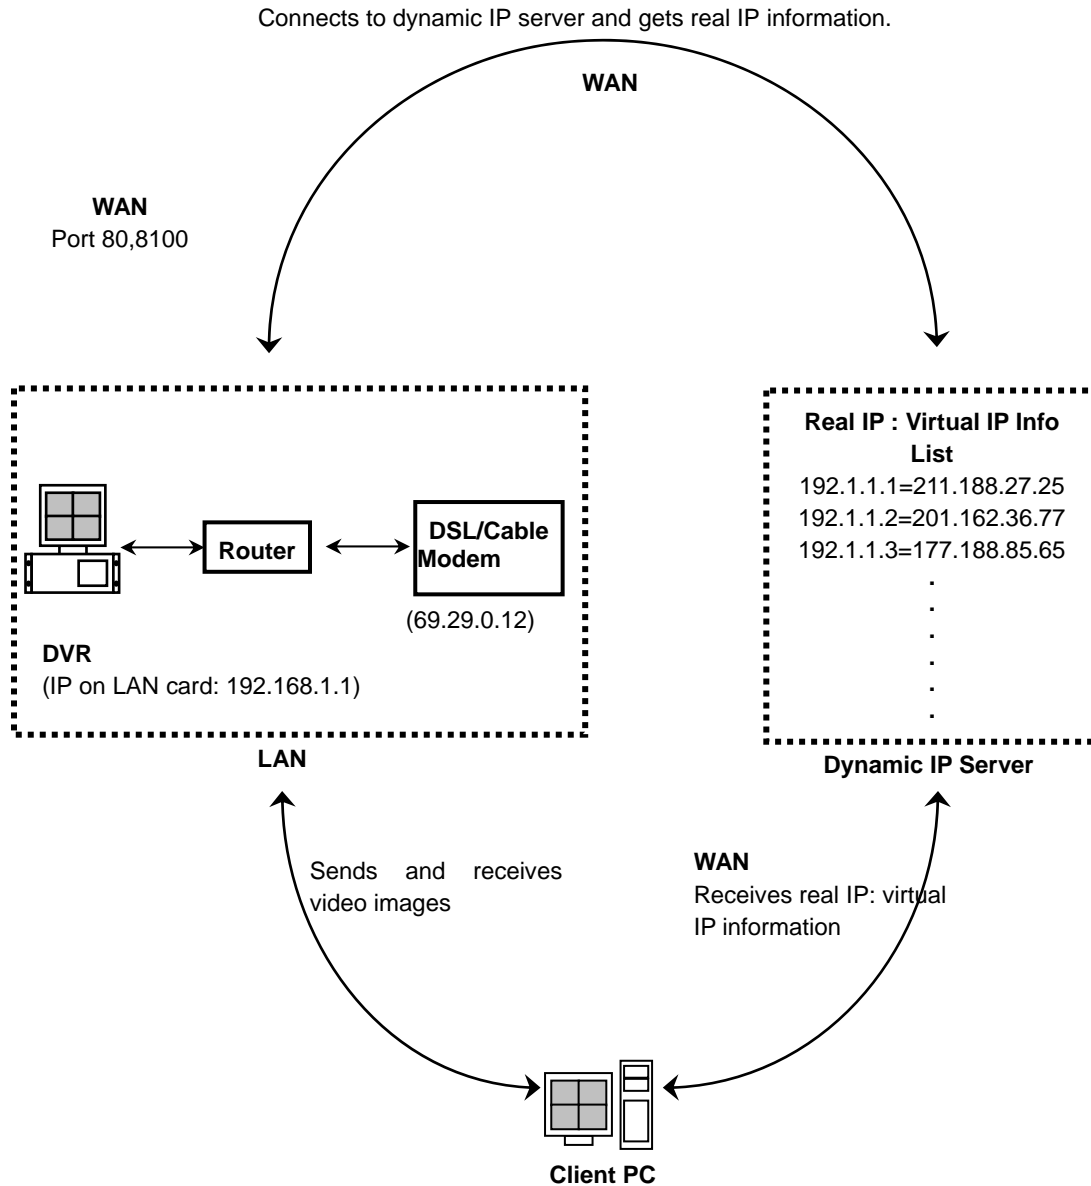 Connects to dynamic IP server and gets real IP information.
WAN
WAN
Port 80,8100
Real IP : Virtual IP Info
List
192.1.1.1=211.188.27.25
192.1.1.2=201.162.36.77
192.1.1.3=177.188.85.65
.
.
.
.
.
.
Router
DSL/Cable
Modem
(69.29.0.12)
DVR
(IP on LAN card: 192.168.1.1)
LAN
Dynamic IP Server
Sends and receives
video images
WAN
Receives real IP: virtual
IP information
Client PC